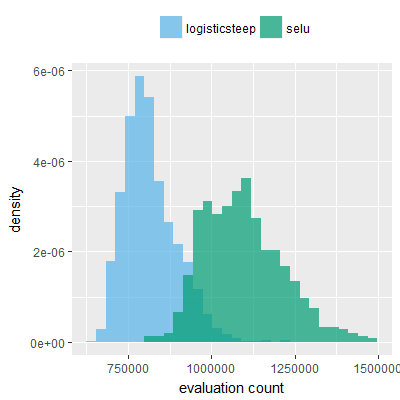 logisticsteep selu
6e-06
4e-06
2e-06
0e+00
density
750000 1000000 1250000 1500000
evaluation count